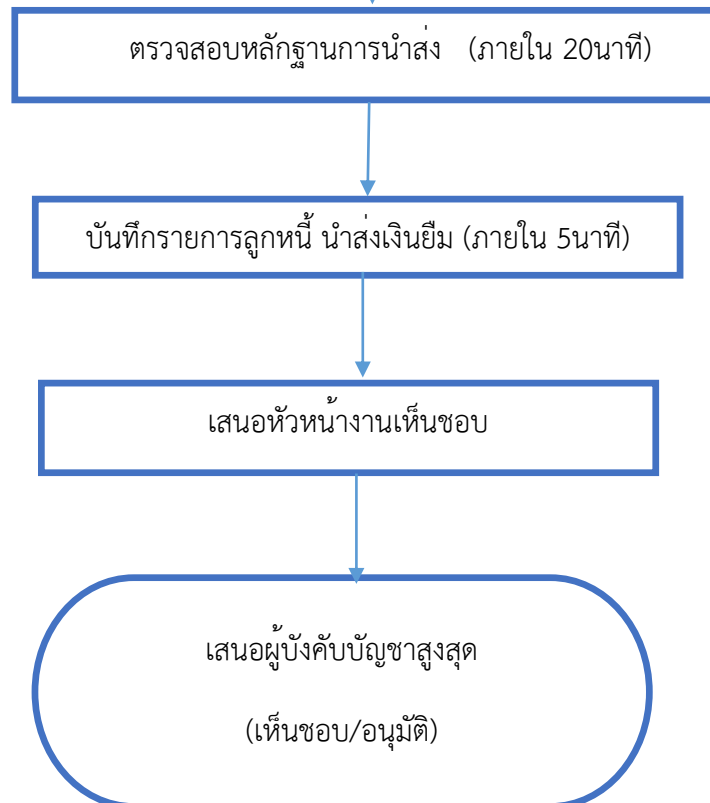 ตรวจสอบหลักฐานการนำส่ง (ภายใน 20นาที)
บันทึกรายการลูกหนี้ นำส่งเงินยืม (ภายใน 5นาที)
เสนอหัวหน้างานเห็นชอบ
เสนอผู้บังคับบัญชาสูงสุด
(เห็นชอบ/อนุมัติ)